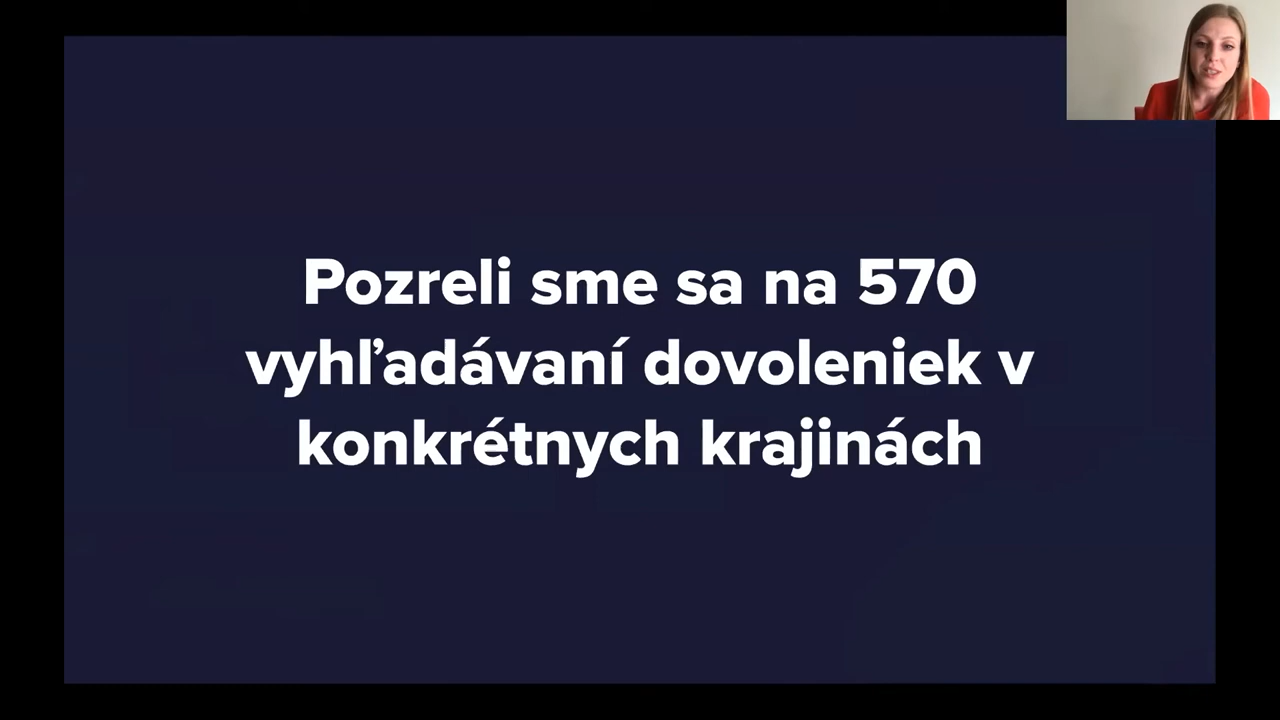 Pozreli sme sa na 570
vyhľadávaní dovoleniek v
konkrétnych krajinách